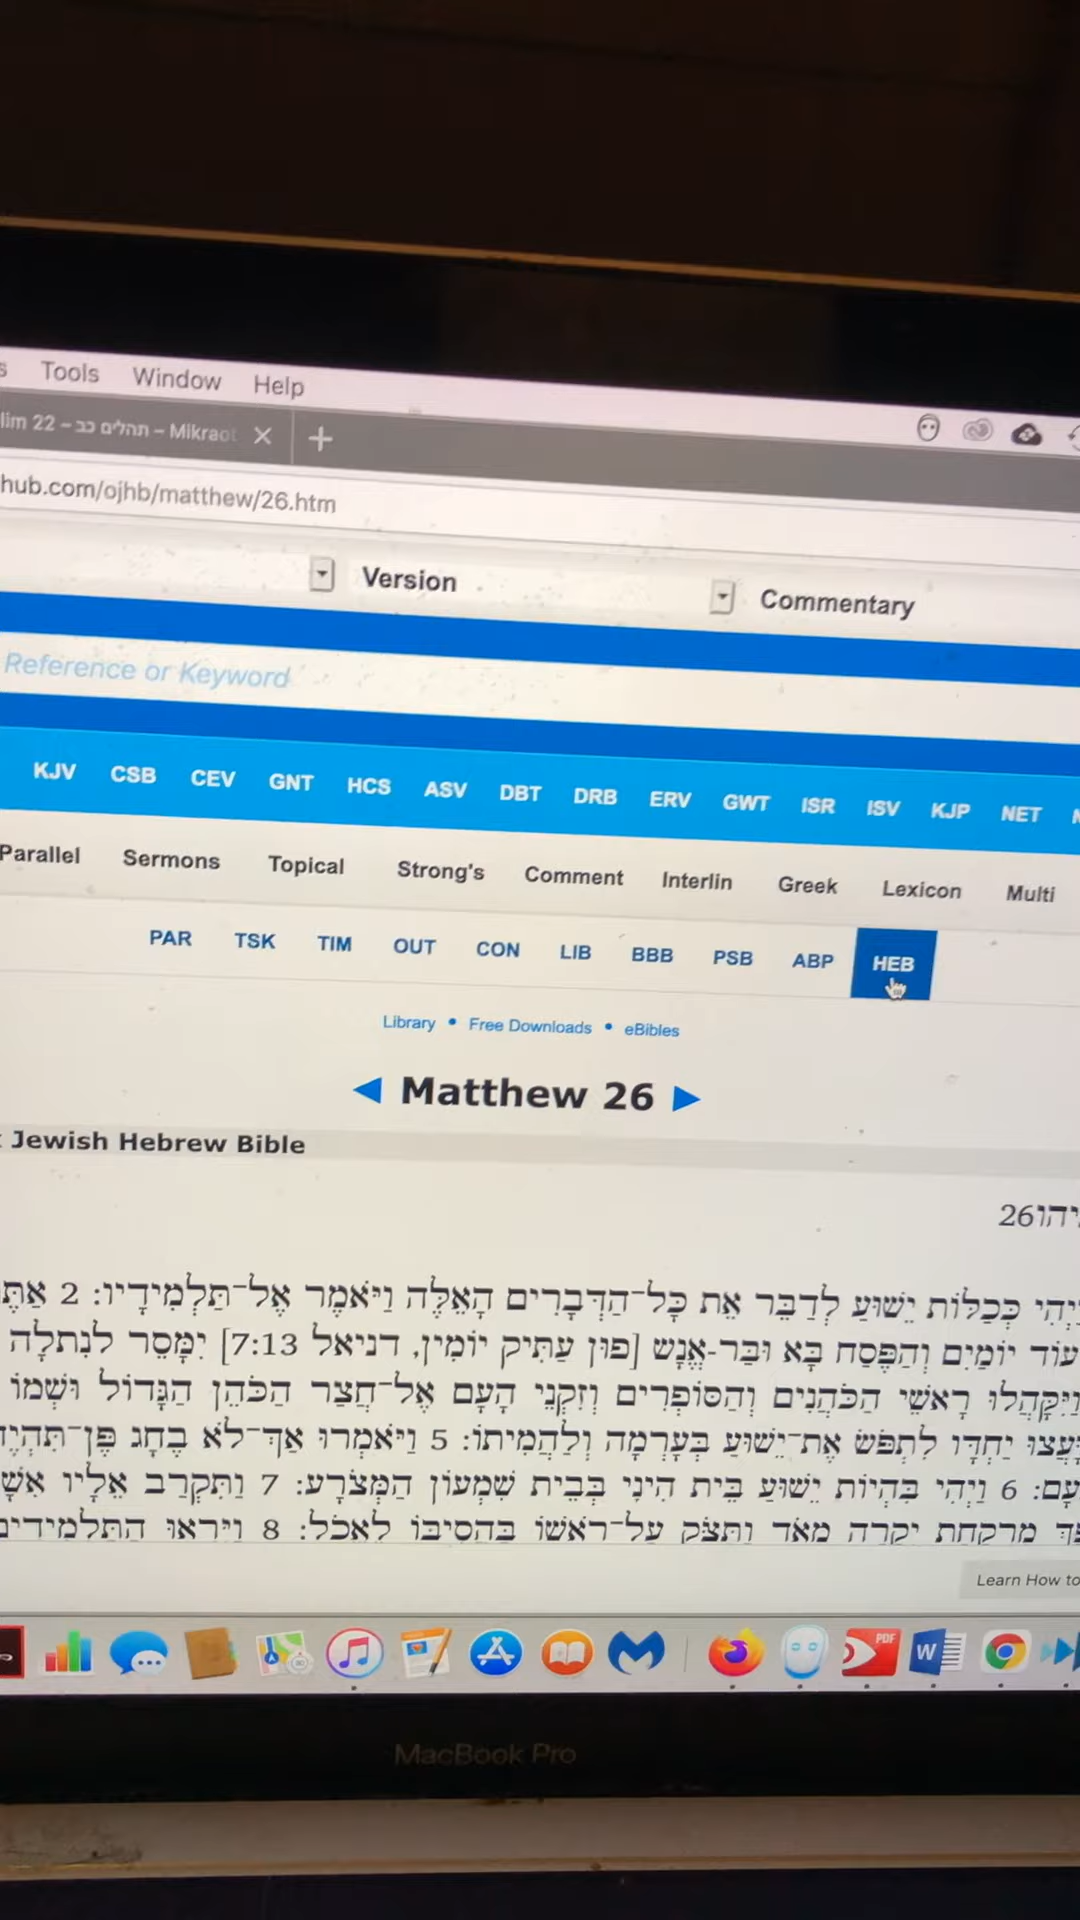 Tools Window Help
lim 22 – תהלים כב – Mikraot
hub.com/ojhb/matthew/26.htm
Version Commentary
Reference or Keyword
KJV CSB CEV GNT HCS ASV DBT DRB ERV GWT ISR ISV KJP NET
Parallel Sermons Topical Strong's Comment Interlin Greek Lexicon Multi
PAR TSK TIM OUT CON LIB BBB PSB ABP HEB
Library • Free Downloads • eBibles
◄ Matthew 26 ►
Jewish Hebrew Bible
יהו26
כְּכַלּוֹת יֵשׁוּעַ לְדַבֵּר אֵת כָּל־הַדְּבָרִים הָאֵלֶּה וַיֹּאמֶר אֶל־תַּלְמִידָיו: 2
עוֹד יוֹמַיִם וְהַפֶּסַח בָּא וּבַר-אֱנָשׁ [פון עַתִּיק יוֹמִין, דניאל 7:13] יִמָּסֵר לִנְתלָה
וַיִּקָּהֲלוּ רָאשֵׁי הַכֹּהֲנִים וְהַסּוֹפְרִים וְזִקְנֵי הָעָם אֶל־חֲצַר הַכֹּהֵן הַגָּדוֹל וּשְׁמוֹ
יַחְדָּו לִתְפֹּשׂ אֶת־יֵשׁוּעַ בְּעָרְמָה וְלַהֲמִיתוֹ: 5 וַיֹּאמְרוּ אַךְ־לֹא בֶחָג פֶּן־
6 וַיְהִי בִּהְיוֹת יֵשׁוּעַ בֵּית הִינִי בְּבֵית שִׁמְעוֹן הַמְּצֹרָע: 7 וַתִּקְרַב אֵלָיו
מִרְקַחַת יְקָרָה מְאֹד וַתִּצֹק עַל־רֹאשׁוֹ בַּהֲסִיבּוֹ לֶאֱכֹל: 8 וַיִּרְאוּ
Learn How to
PDF
W
MacBook Pro